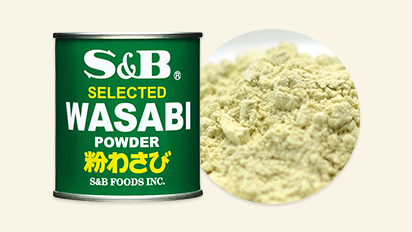 S&B®
SELECTED
WASABI
POWDER
粉わさび
S&B FOODS INC.